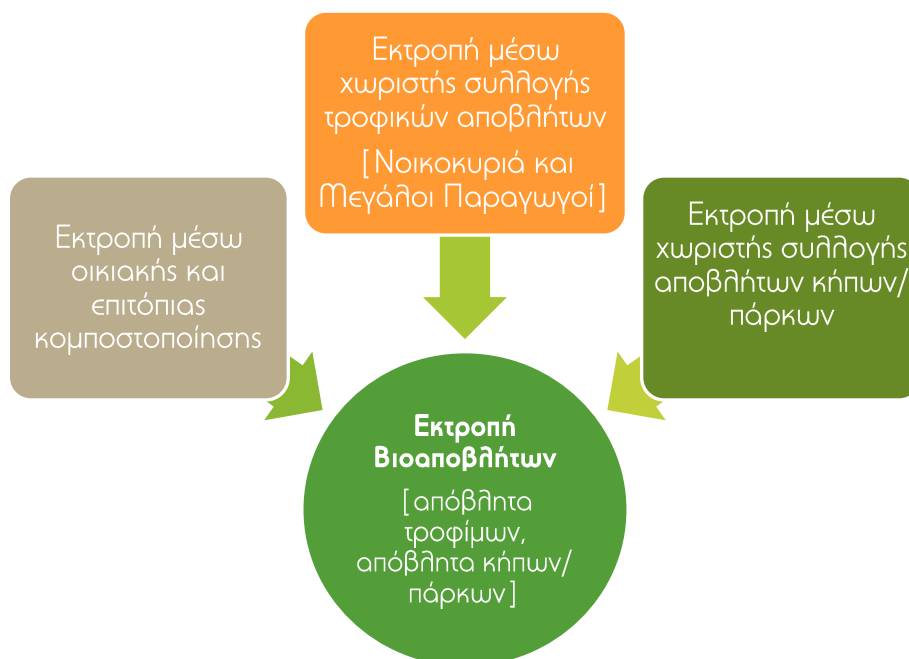 Εκτροπή μέσω
χωριστής συλλογής
τροφικών αποβλήτων
[Νοικοκυριά και
Μεγάλοι Παραγωγοί]
Εκτροπή μέσω
οικιακής και
επιτόπιας
κομποστοποίησης
Εκτροπή μέσω
χωριστής συλλογής
αποβλήτων κήπων/
πάρκων
Εκτροπή
Βιοαποβλήτων
[απόβλητα
τροφίμων,
απόβλητα κήπων/
πάρκων]